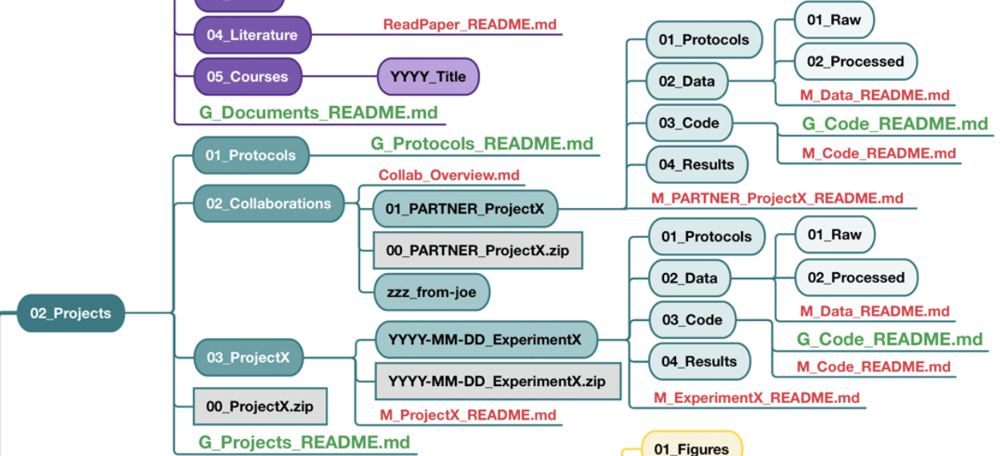 04_Literature
ReadPaper_README.md
05_Courses
YYYY_Title
G_Documents_README.md
02_Projects
01_Protocols
G_Protocols_README.md
02_Collaborations
Collab_Overview.md
01_PARTNER_ProjectX
01_Protocols
02_Data
01_Raw
02_Processed
M_Data_README.md
03_Code
G_Code_README.md
M_Code_README.md
04_Results
M_PARTNER_ProjectX_README.md
00_PARTNER_ProjectX.zip
zzz_from-joe
03_ProjectX
YYYY-MM-DD_ExperimentX
01_Protocols
02_Data
01_Raw
02_Processed
M_Data_README.md
03_Code
G_Code_README.md
M_Code_README.md
04_Results
M_ExperimentX_README.md
YYYY-MM-DD_ExperimentX.zip
M_ProjectX_README.md
00_ProjectX.zip
G_Projects_README.md
01_Figures